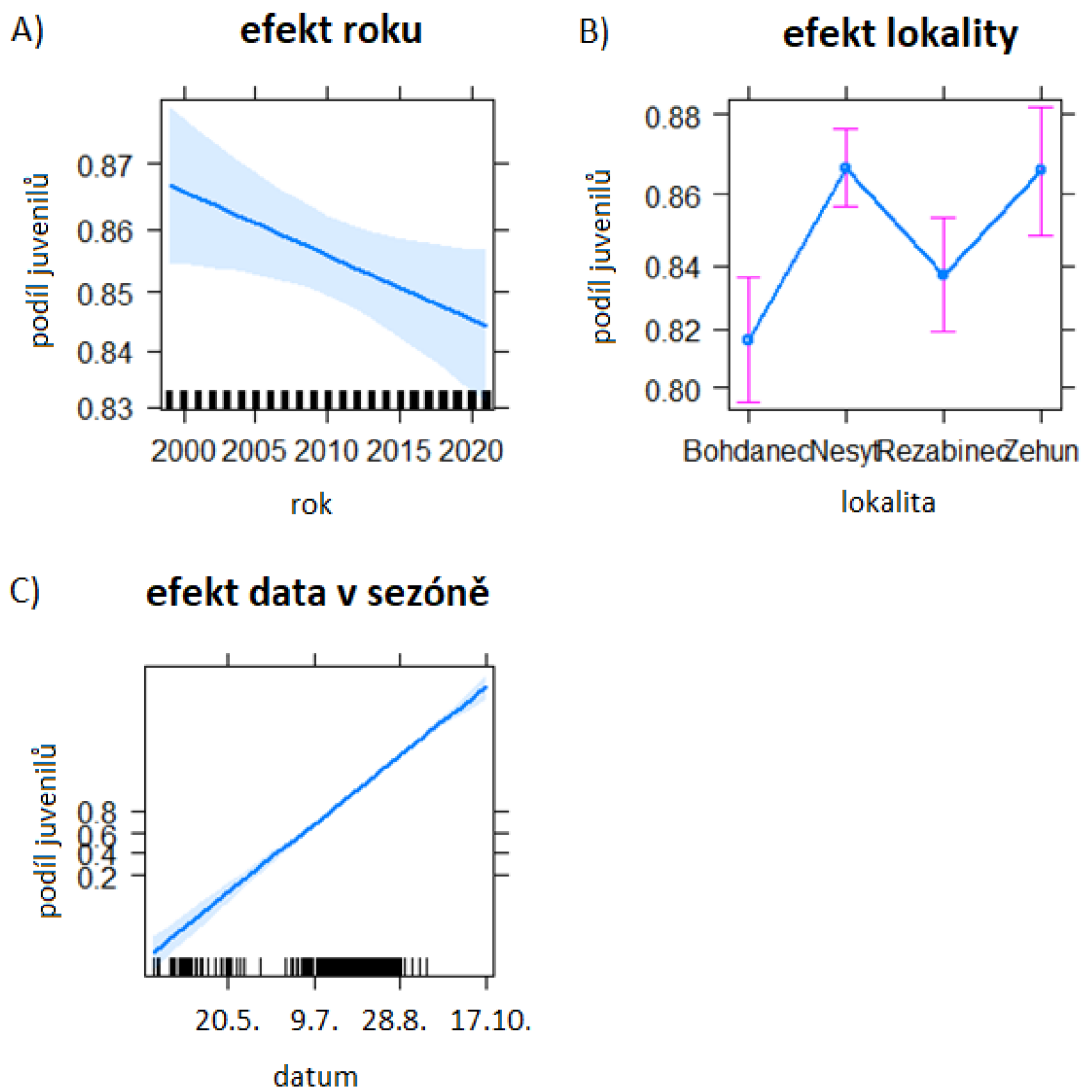 A) efekt roku
podíl juvenilů
0.87
0.86
0.85
0.84
0.83
2000 2005 2010 2015 2020
rok
B) efekt lokality
podíl juvenilů
0.88
0.86
0.84
0.82
0.80
Bohdanec Nesyt Rezabinec Zehun
lokalita
C) efekt data v sezóně
podíl juvenilů
0.8
0.6
0.4
0.2
20.5. 9.7. 28.8. 17.10.
datum